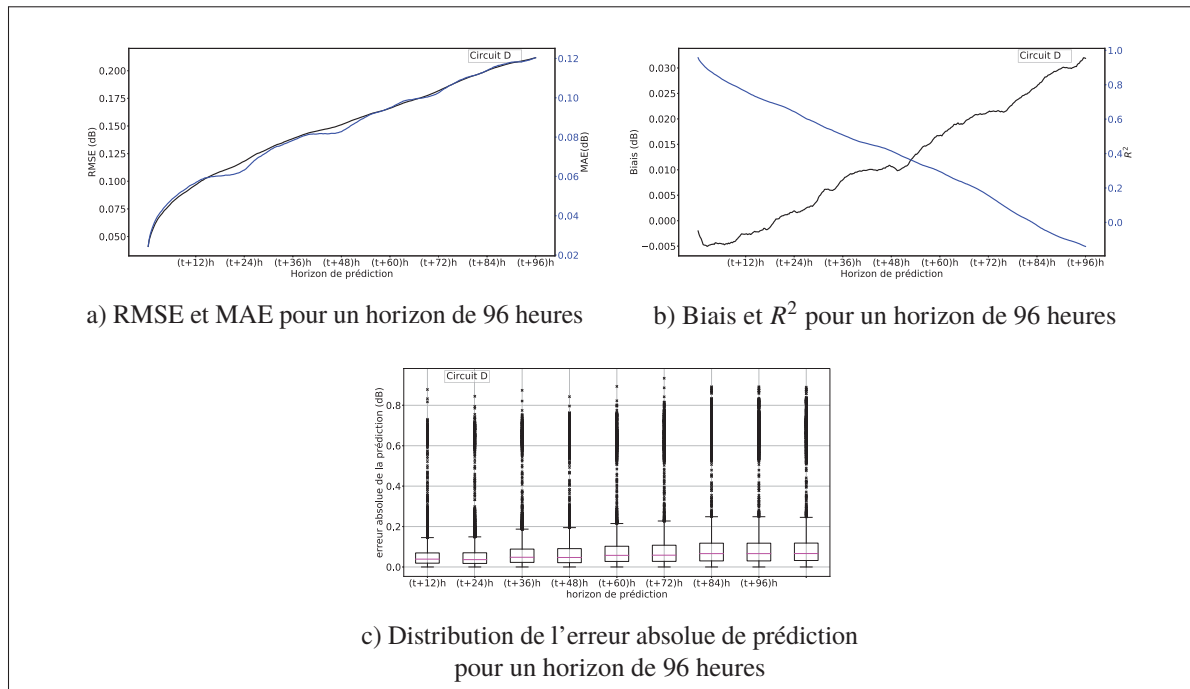 Circuit D
0.200
0.175
0.150
0.125
0.100
0.075
0.050
RMSE (dB)
0.12
0.10
0.08
0.06
0.04
0.02
MAE(dB)
(t+12)h (t+24)h (t+36)h (t+48)h (t+60)h (t+72)h (t+84)h (t+96)h
Horizon de prédiction
a) RMSE et MAE pour un horizon de 96 heures
Circuit D
0.030
0.025
0.020
0.015
0.010
0.005
0.000
−0.005
Biais (dB)
1.0
0.8
0.6
0.4
0.2
0.0
R²
(t+12)h (t+24)h (t+36)h (t+48)h (t+60)h (t+72)h (t+84)h (t+96)h
Horizon de prédiction
b) Biais et R² pour un horizon de 96 heures
Circuit D
0.8
0.6
0.4
0.2
0.0
erreur absolue de la prédiction (dB)
(t+12)h (t+24)h (t+36)h (t+48)h (t+60)h (t+72)h (t+84)h (t+96)h
horizon de prédiction
c) Distribution de l'erreur absolue de prédiction
pour un horizon de 96 heures